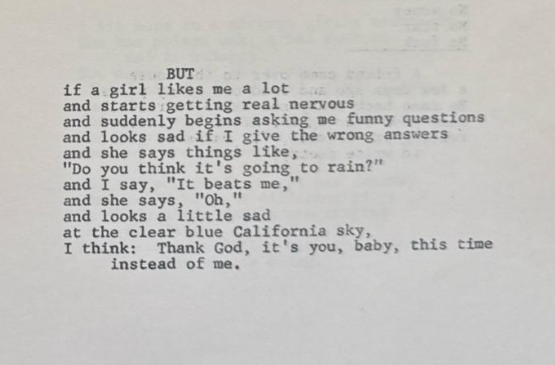 BUT
if a girl likes me a lot
and starts getting real nervous
and suddenly begins asking me funny questions
and looks sad if I give the wrong answers
and she says things like,
"Do you think it's going to rain?"
and I say, "It beats me,"
and she says, "Oh,"
and looks a little sad
at the clear blue California sky,
I think: Thank God, it's you, baby, this time
instead of me.